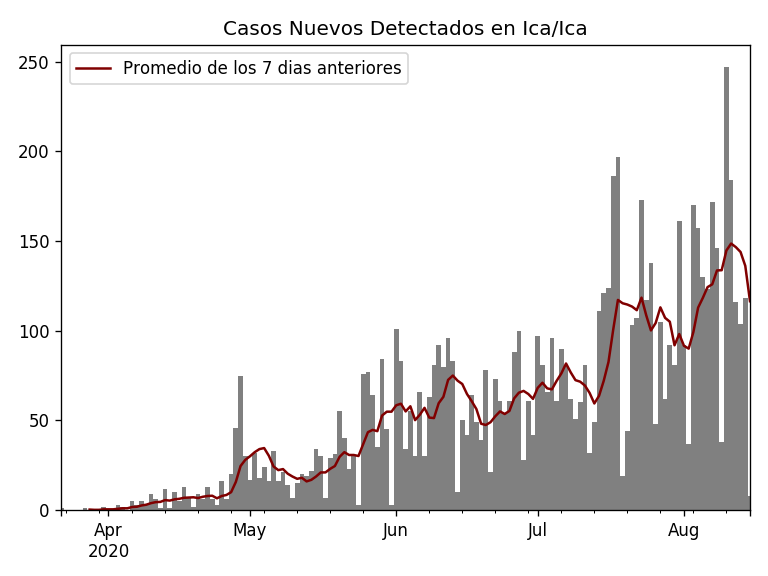 Casos Nuevos Detectados en Ica/Ica
Promedio de los 7 dias anteriores
250
200
150
100
50
0
Apr May Jun Jul Aug
2020